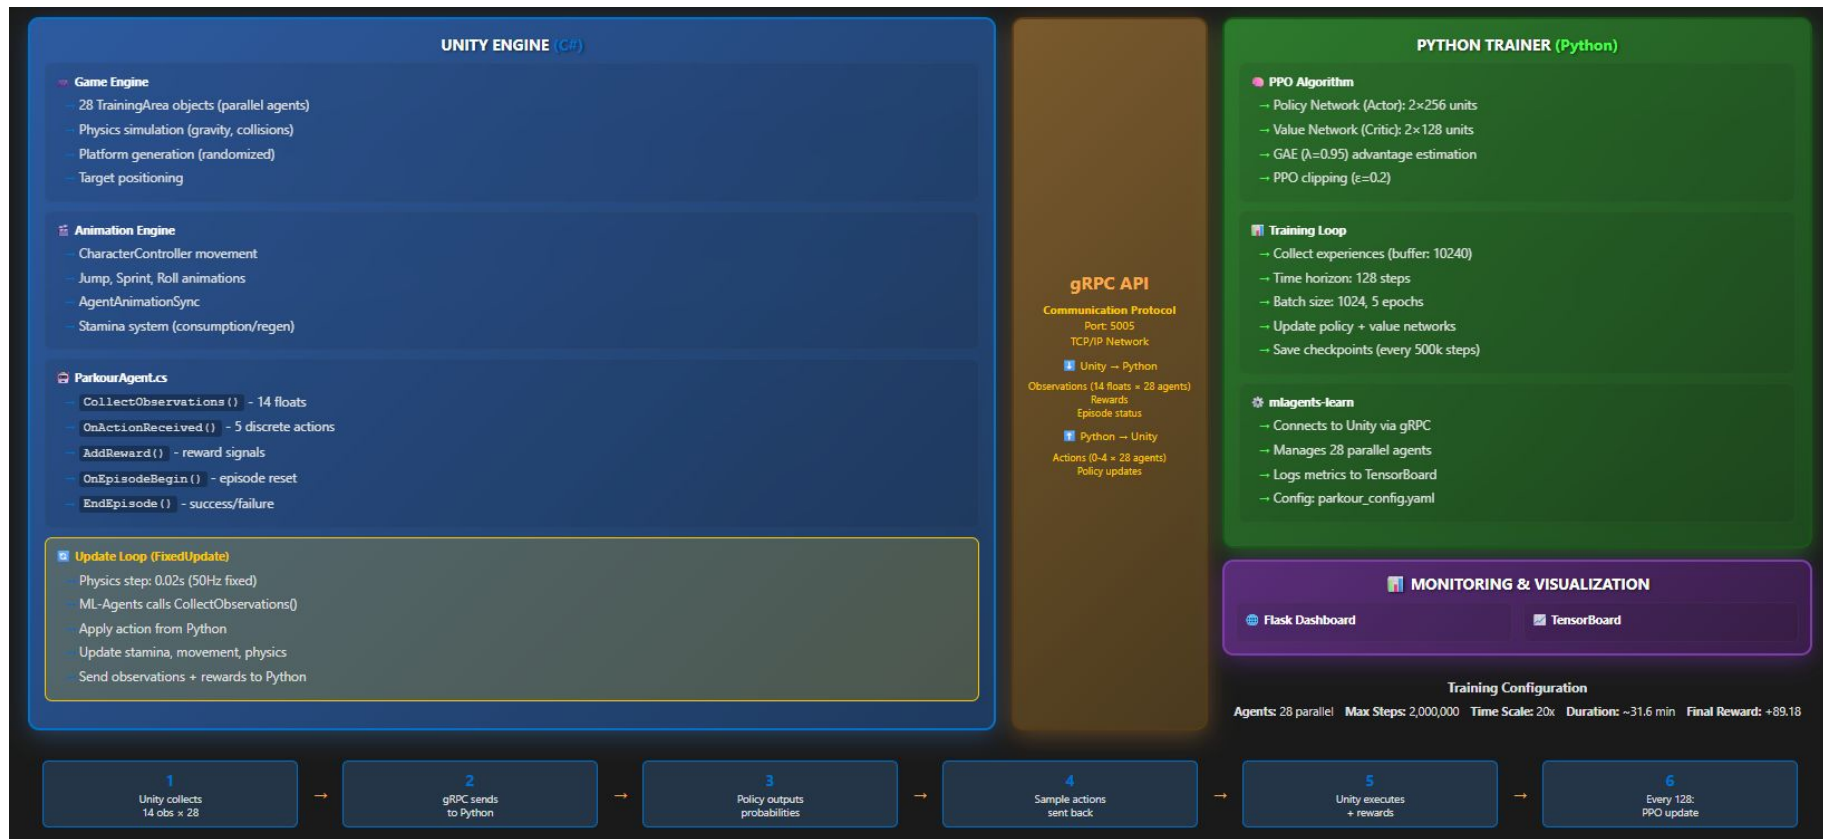 UNITY ENGINE (C#)
Game Engine
→ 28 TrainingArea objects (parallel agents)
→ Physics simulation (gravity, collisions)
→ Platform generation (randomized)
→ Target positioning
Animation Engine
→ CharacterController movement
→ Jump, Sprint, Roll animations
→ AgentAnimationSync
→ Stamina system (consumption/regen)
ParkourAgent.cs
→ CollectObservations() - 14 floats
→ OnActionReceived() - 5 discrete actions
→ AddReward() - reward signals
→ OnEpisodeBegin() - episode reset
→ EndEpisode() - success/failure
Update Loop (FixedUpdate)
→ Physics step: 0.02s (50Hz fixed)
→ ML-Agents calls CollectObservations()
→ Apply action from Python
→ Update stamina, movement, physics
→ Send observations + rewards to Python
gRPC API
Communication Protocol
Port: 5005
TCP/IP Network
⬇️ Unity → Python
Observations (14 floats × 28 agents)
Rewards
Episode status
⬆️ Python → Unity
Actions (0-4 × 28 agents)
Policy updates
PYTHON TRAINER (Python)
PPO Algorithm
→ Policy Network (Actor): 2×256 units
→ Value Network (Critic): 2×128 units
→ GAE (λ=0.95) advantage estimation
→ PPO clipping (ε=0.2)
Training Loop
→ Collect experiences (buffer: 10240)
→ Time horizon: 128 steps
→ Batch size: 1024, 5 epochs
→ Update policy + value networks
→ Save checkpoints (every 500k steps)
mlagents-learn
→ Connects to Unity via gRPC
→ Manages 28 parallel agents
→ Logs metrics to TensorBoard
→ Config: parkour_config.yaml
MONITORING & VISUALIZATION
Flask Dashboard
TensorBoard
Training Configuration
Agents: 28 parallel Max Steps: 2,000,000 Time Scale: 20x Duration: ~31.6 min Final Reward: +89.18
1
Unity collects
14 obs × 28
→
2
gRPC sends
to Python
→
3
Policy outputs
probabilities
→
4
Sample actions
sent back
→
5
Unity executes
+ rewards
→
6
Every 128:
PPO update